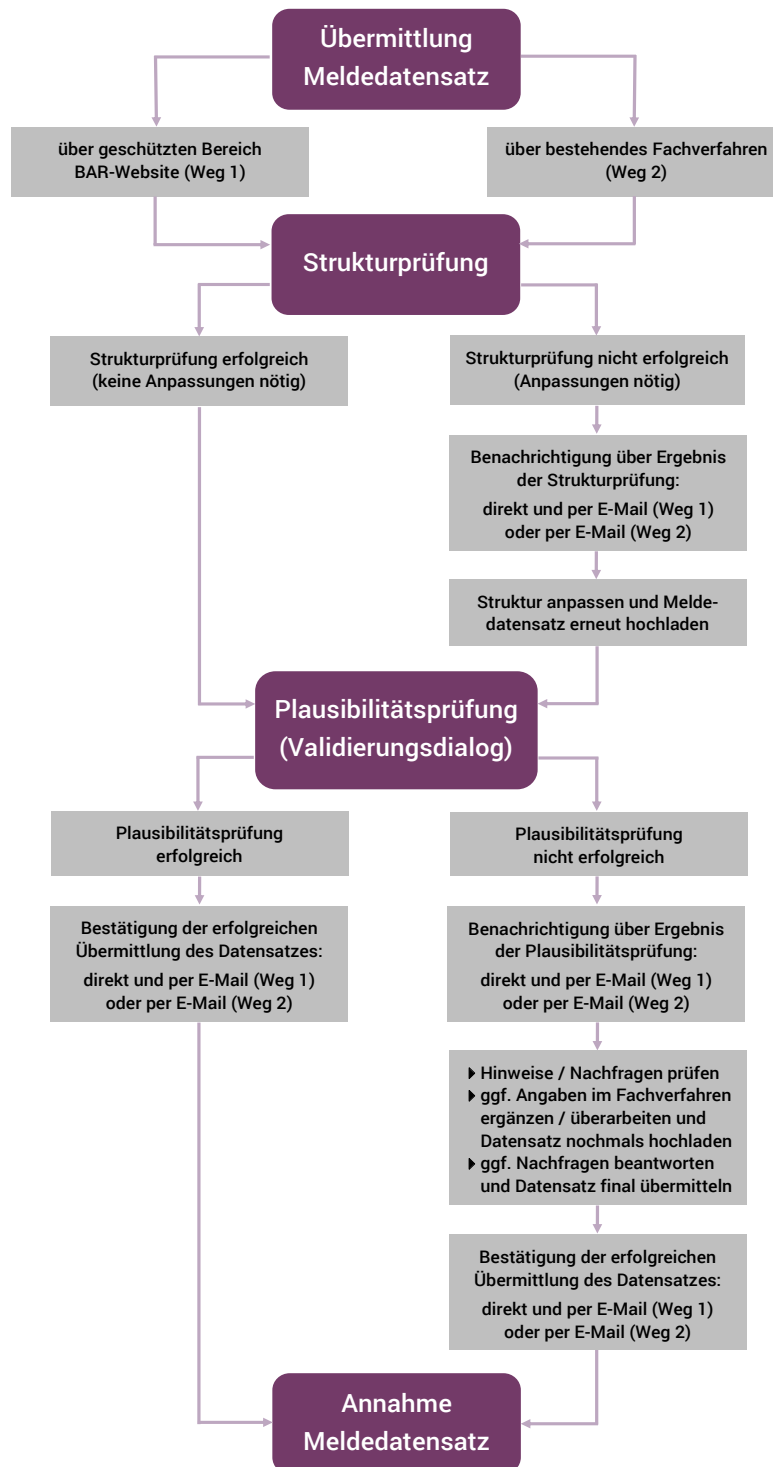 Übermittlung
Meldedatensatz
über geschützten Bereich
BAR-Website (Weg 1)
über bestehendes Fachverfahren
(Weg 2)
Strukturprüfung
Strukturprüfung erfolgreich
(keine Anpassungen nötig)
Strukturprüfung nicht erfolgreich
(Anpassungen nötig)
Benachrichtigung über Ergebnis
der Strukturprüfung:
direkt und per E-Mail (Weg 1)
oder per E-Mail (Weg 2)
Struktur anpassen und Melde-
datensatz erneut hochladen
Plausibilitätsprüfung
(Validierungsdialog)
Plausibilitätsprüfung
erfolgreich
Bestätigung der erfolgreichen
Übermittlung des Datensatzes:
direkt und per E-Mail (Weg 1)
oder per E-Mail (Weg 2)
Plausibilitätsprüfung
nicht erfolgreich
Benachrichtigung über Ergebnis
der Plausibilitätsprüfung:
direkt und per E-Mail (Weg 1)
oder per E-Mail (Weg 2)
Hinweise / Nachfragen prüfen
ggf. Angaben im Fachverfahren
ergänzen / überarbeiten und
Datensatz nochmals hochladen
ggf. Nachfragen beantworten
und Datensatz final übermitteln
Bestätigung der erfolgreichen
Übermittlung des Datensatzes:
direkt und per E-Mail (Weg 1)
oder per E-Mail (Weg 2)
Annahme
Meldedatensatz